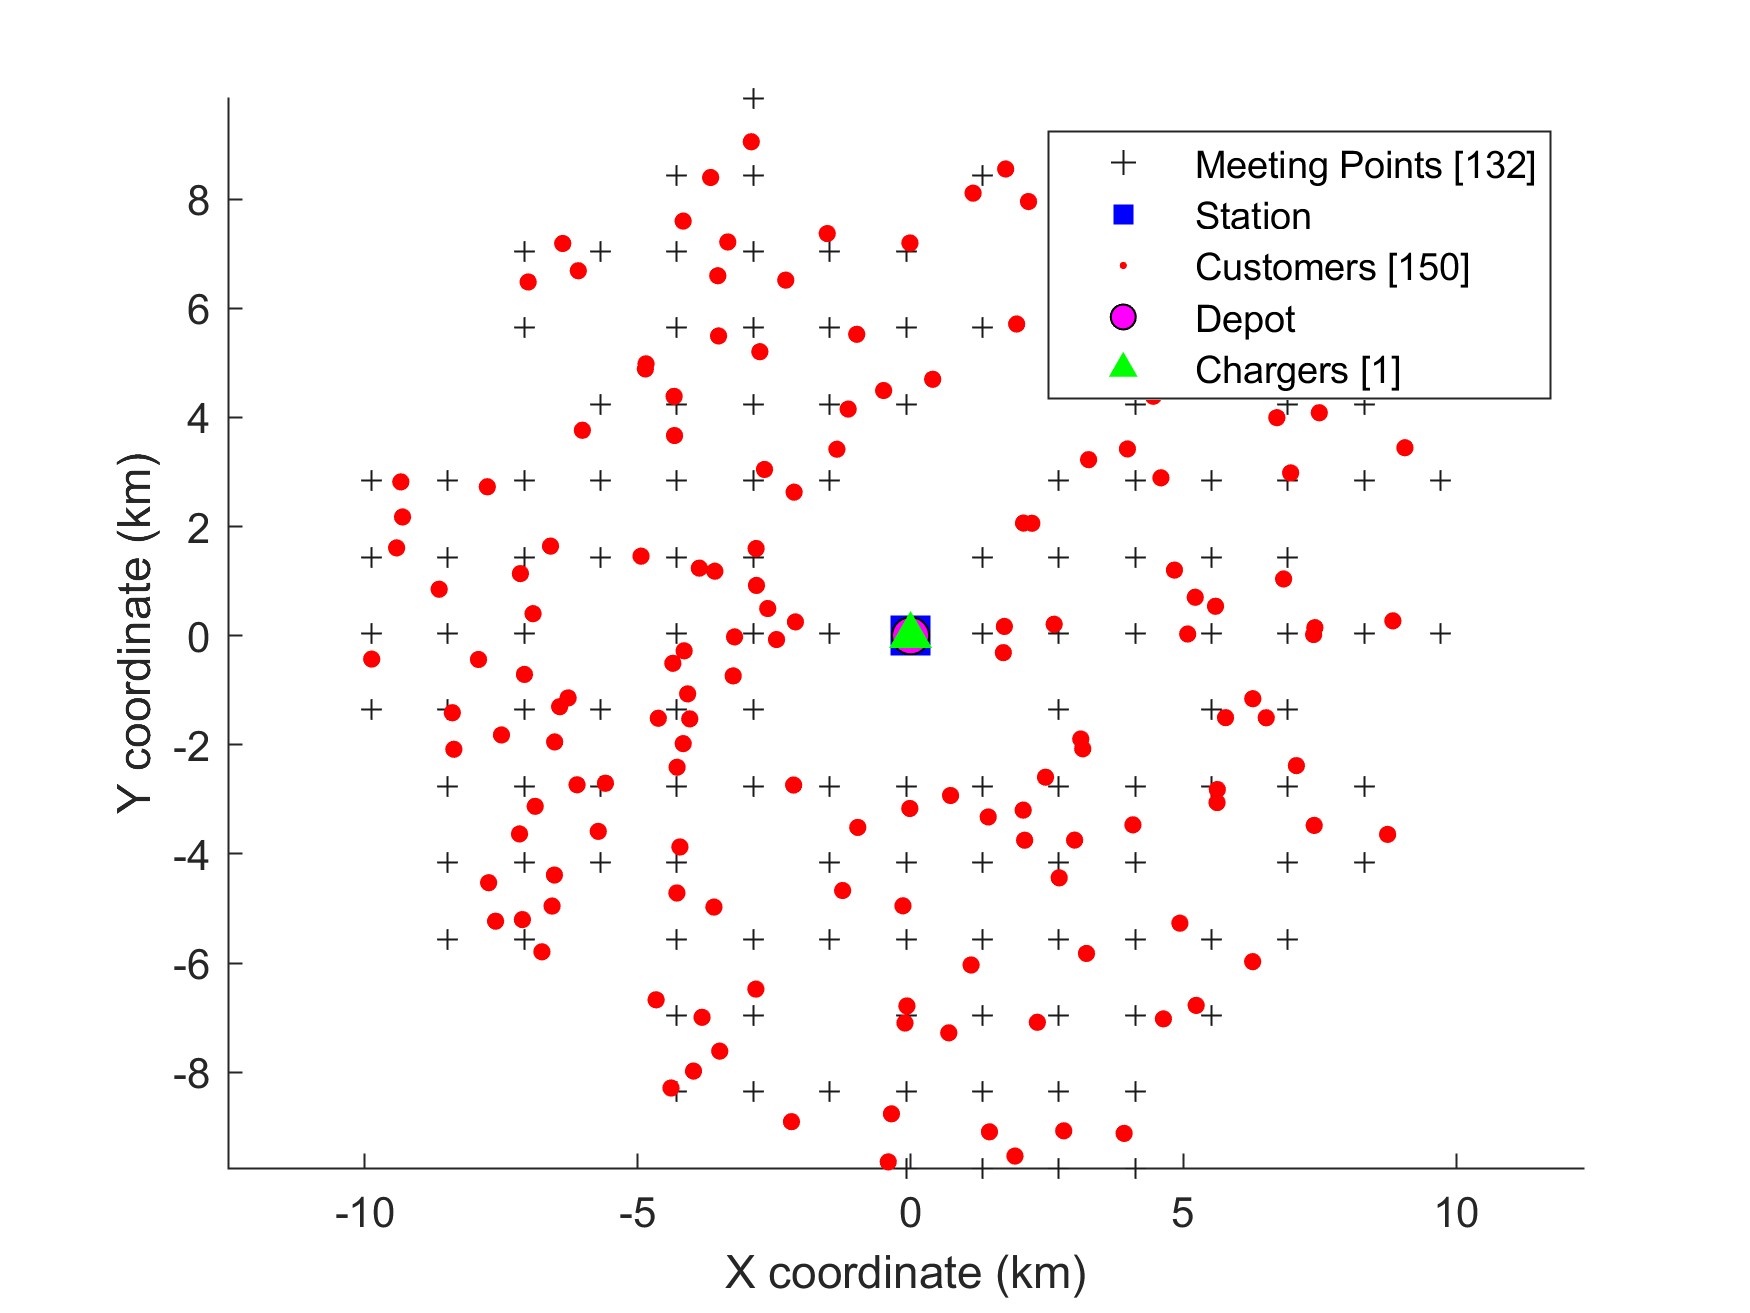 Meeting Points [132]
Station
Customers [150]
Depot
Chargers [1]
8
6
4
2
0
-2
-4
-6
-8
Y coordinate (km)
-10
-5
0
5
10
X coordinate (km)